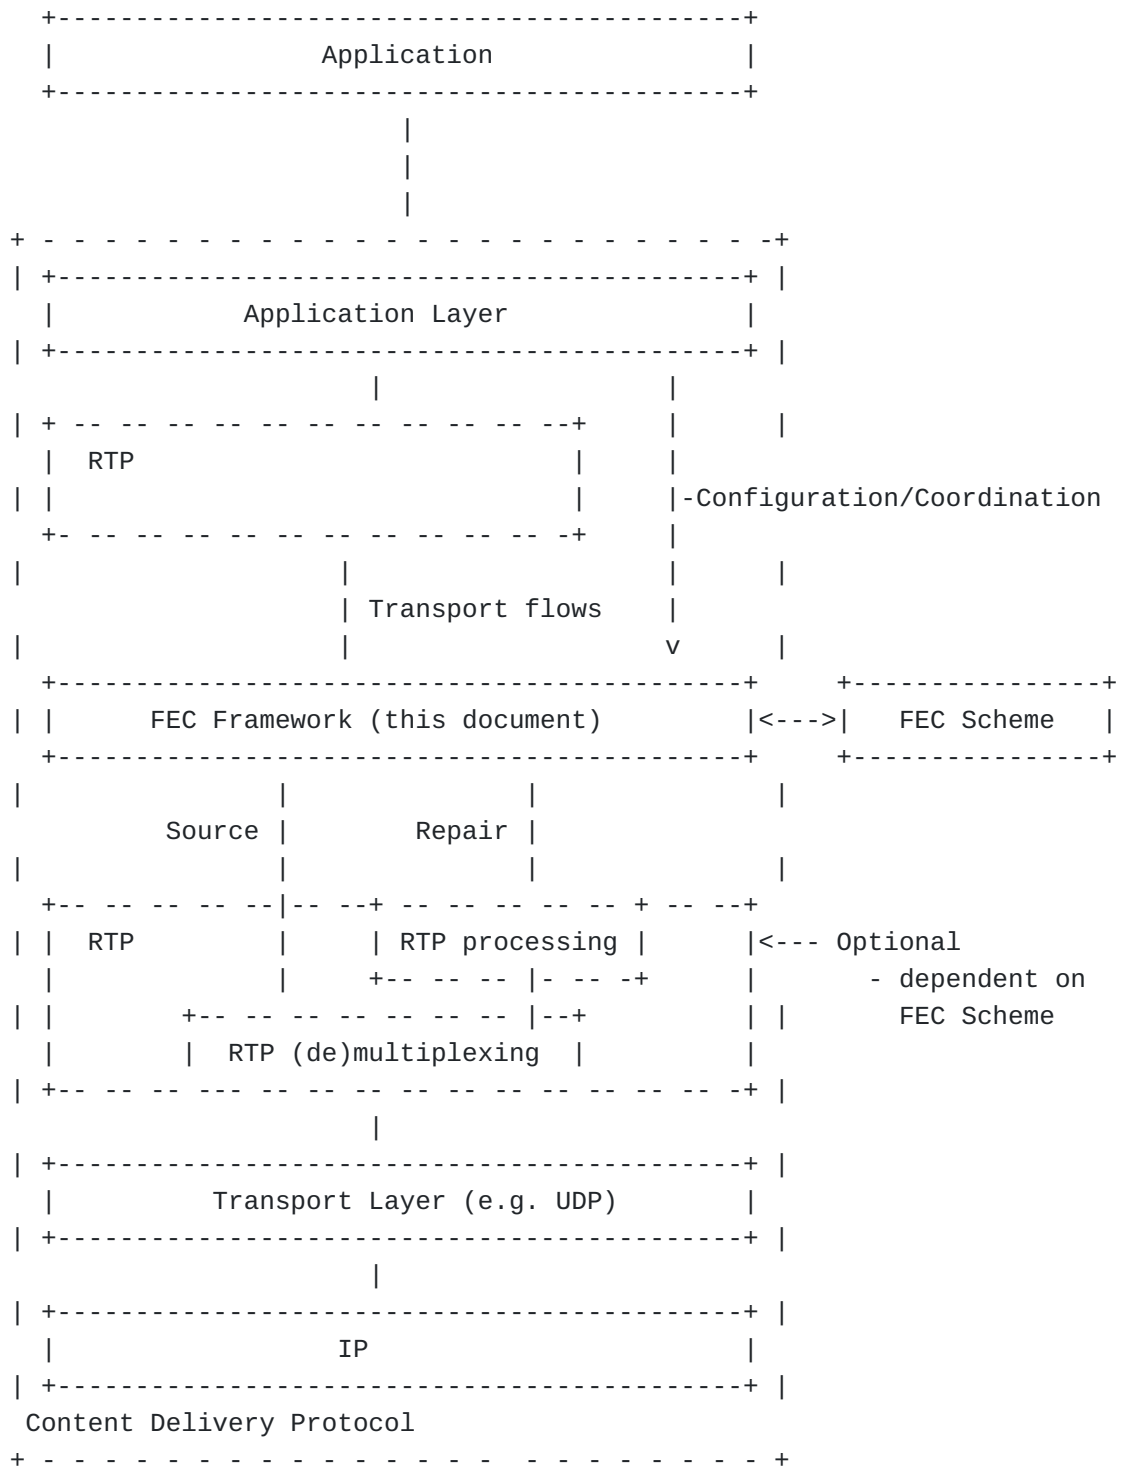 Application
Application Layer
RTP
-Configuration/Coordination
Transport flows
v
FEC Framework (this document) <---> FEC Scheme
Source Repair
RTP RTP processing <--- Optional
- dependent on
FEC Scheme
RTP (de)multiplexing
Transport Layer (e.g. UDP)
IP
Content Delivery Protocol